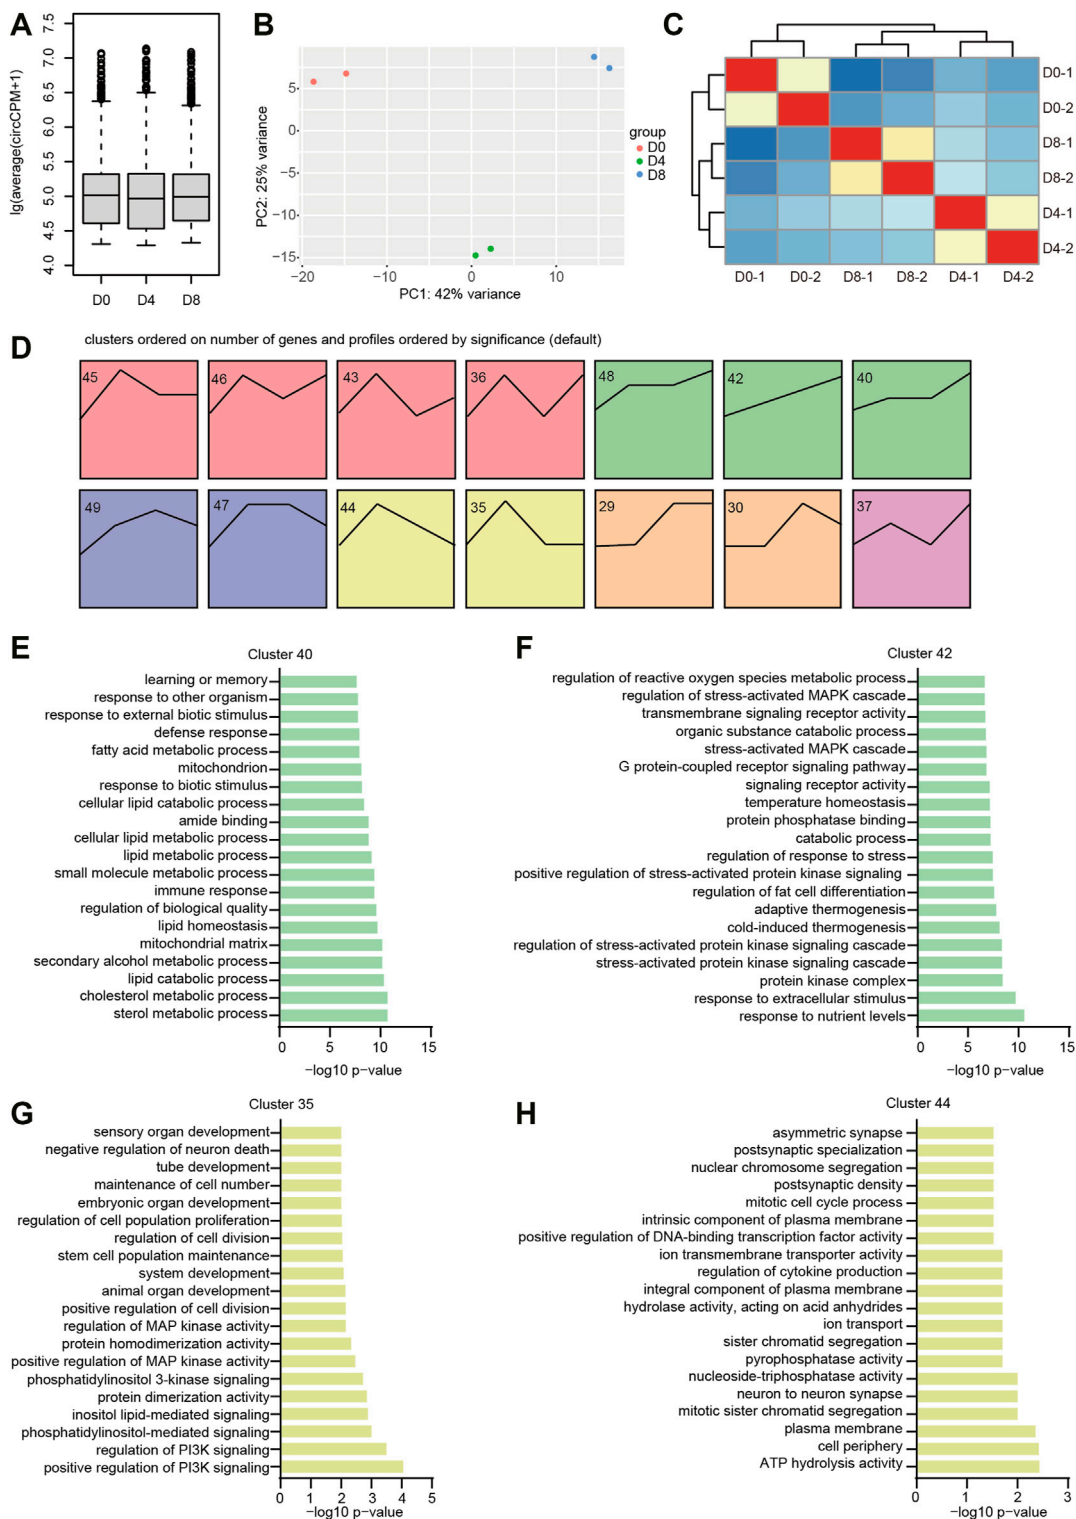 A
7.5
7.0
6.5
6.0
5.5
5.0
4.5
4.0
lg(average(circCPM+1)
D0 D4 D8
B
5
0
−5
−10
−15
PC2: 25% variance
−20 −10 0 10
PC1: 42% variance
group
D0
D4
D8
C
D0-1
D0-2
D8-1
D8-2
D4-1
D4-2
D0-1 D0-2 D8-1 D8-2 D4-1 D4-2
D
clusters ordered on number of genes and profiles ordered by significance (default)
45 46 43 36 48 42 40
49 47 44 35 29 30 37
E
Cluster 40
learning or memory
response to other organism
response to external biotic stimulus
defense response
fatty acid metabolic process
mitochondrion
response to biotic stimulus
cellular lipid catabolic process
amide binding
cellular lipid metabolic process
lipid metabolic process
small molecule metabolic process
immune response
regulation of biological quality
lipid homeostasis
mitochondrial matrix
secondary alcohol metabolic process
lipid catabolic process
cholesterol metabolic process
sterol metabolic process
0 5 10 15
−log10 p−value
F
Cluster 42
regulation of reactive oxygen species metabolic process
regulation of stress-activated MAPK cascade
transmembrane signaling receptor activity
organic substance catabolic process
stress-activated MAPK cascade
G protein-coupled receptor signaling pathway
signaling receptor activity
temperature homeostasis
protein phosphatase binding
catabolic process
regulation of response to stress
positive regulation of stress-activated protein kinase signaling
regulation of fat cell differentiation
adaptive thermogenesis
cold-induced thermogenesis
regulation of stress-activated protein kinase signaling cascade
stress-activated protein kinase signaling cascade
protein kinase complex
response to extracellular stimulus
response to nutrient levels
0 5 10 15
−log10 p−value
G
Cluster 35
sensory organ development
negative regulation of neuron death
tube development
maintenance of cell number
embryonic organ development
regulation of cell population proliferation
regulation of cell division
stem cell population maintenance
system development
animal organ development
positive regulation of cell division
regulation of MAP kinase activity
protein homodimerization activity
positive regulation of MAP kinase activity
phosphatidylinositol 3-kinase signaling
protein dimerization activity
inositol lipid-mediated signaling
phosphatidylinositol-mediated signaling
regulation of PI3K signaling
positive regulation of PI3K signaling
0 1 2 3 4 5
−log10 p−value
H
Cluster 44
asymmetric synapse
postsynaptic specialization
nuclear chromosome segregation
postsynaptic density
mitotic cell cycle process
intrinsic component of plasma membrane
positive regulation of DNA-binding transcription factor activity
ion transmembrane transporter activity
regulation of cytokine production
integral component of plasma membrane
hydrolase activity, acting on acid anhydrides
ion transport
sister chromatid segregation
pyrophosphatase activity
nucleoside-triphosphatase activity
neuron to neuron synapse
mitotic sister chromatid segregation
plasma membrane
cell periphery
ATP hydrolysis activity
0 1 2 3
−log10 p−value